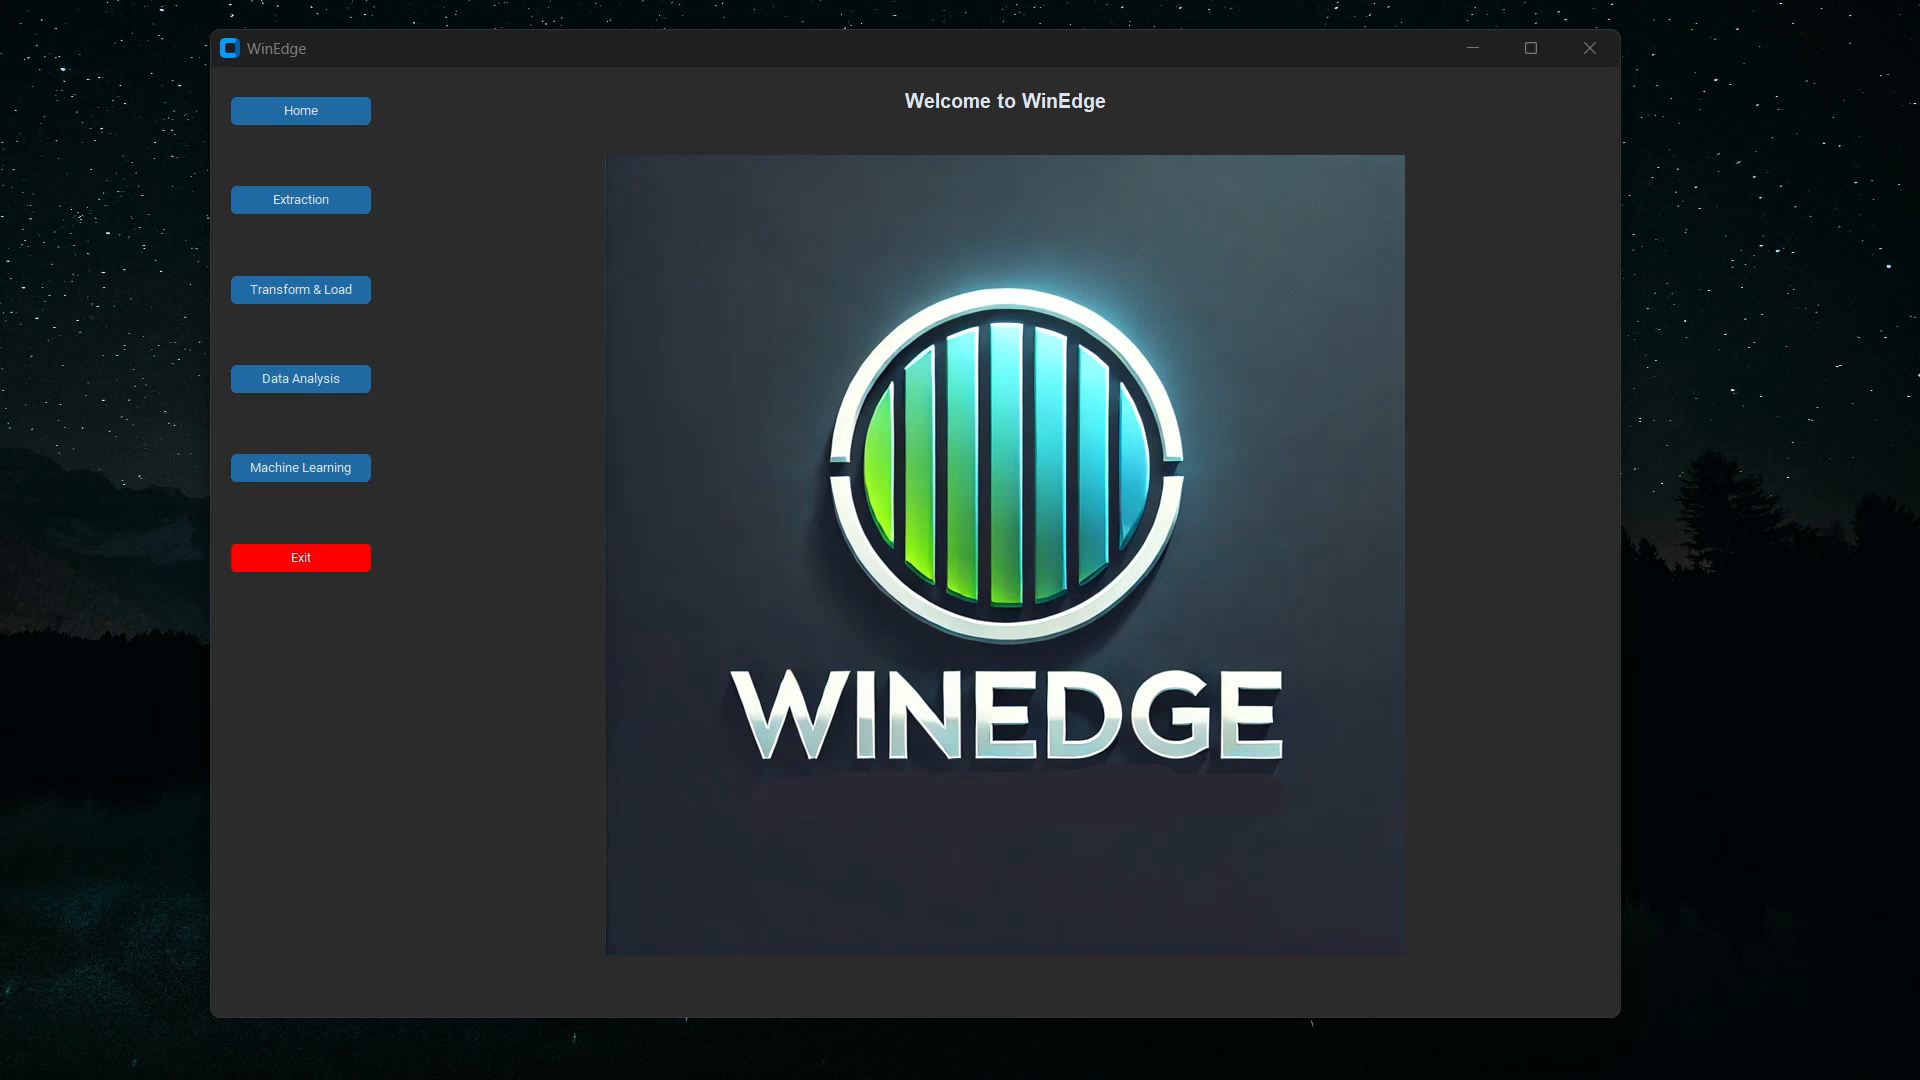 WinEdge
Home
Extraction
Transform & Load
Data Analysis
Machine Learning
Exit
Welcome to WinEdge
WINEDGE